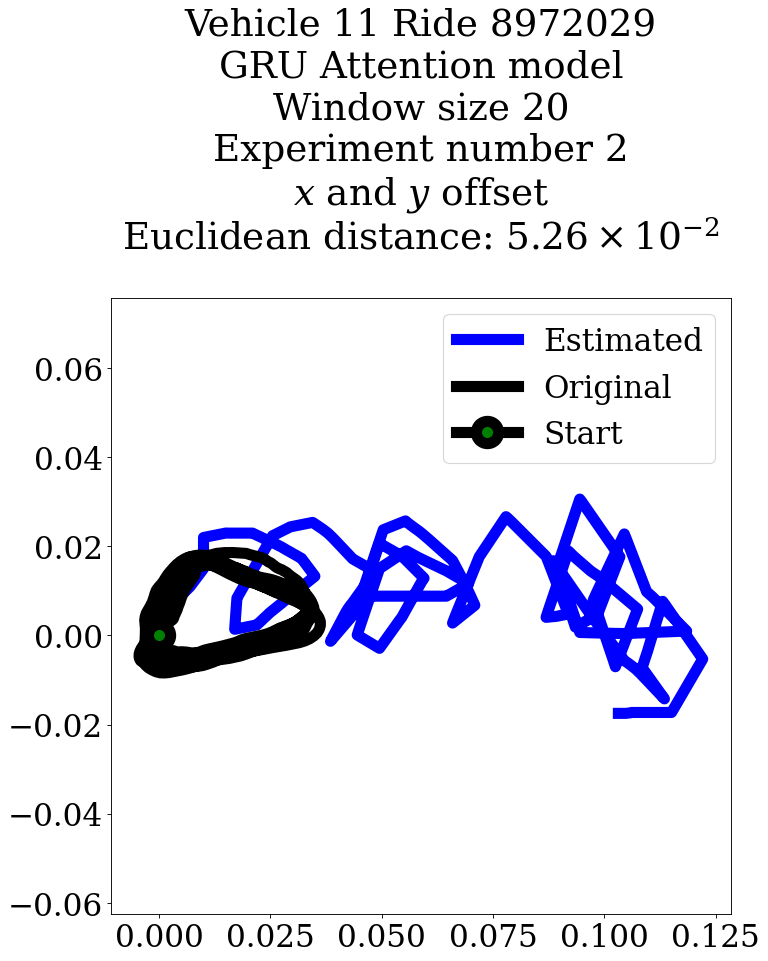 Vehicle 11 Ride 8972029
GRU Attention model
Window size 20
Experiment number 2
x and y offset
Euclidean distance: 5.26 × 10⁻²
Estimated
Original
Start
0.06
0.04
0.02
0.00
−0.02
−0.04
−0.06
0.000 0.025 0.050 0.075 0.100 0.125